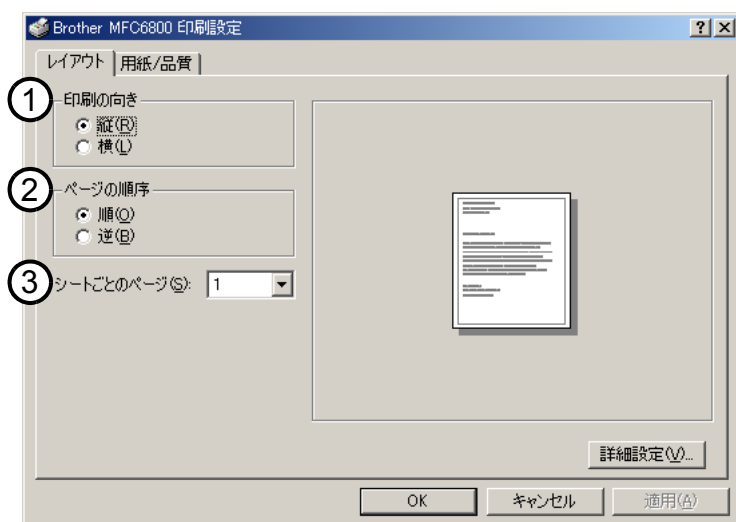 Brother MFC6800 印刷設定
レイアウト 用紙/品質
① 印刷の向き
縦(R)
横(L)
② ページの順序
順(O)
逆(B)
③ シートごとのページ(S): 1
詳細設定(V)...
OK キャンセル 適用(A)